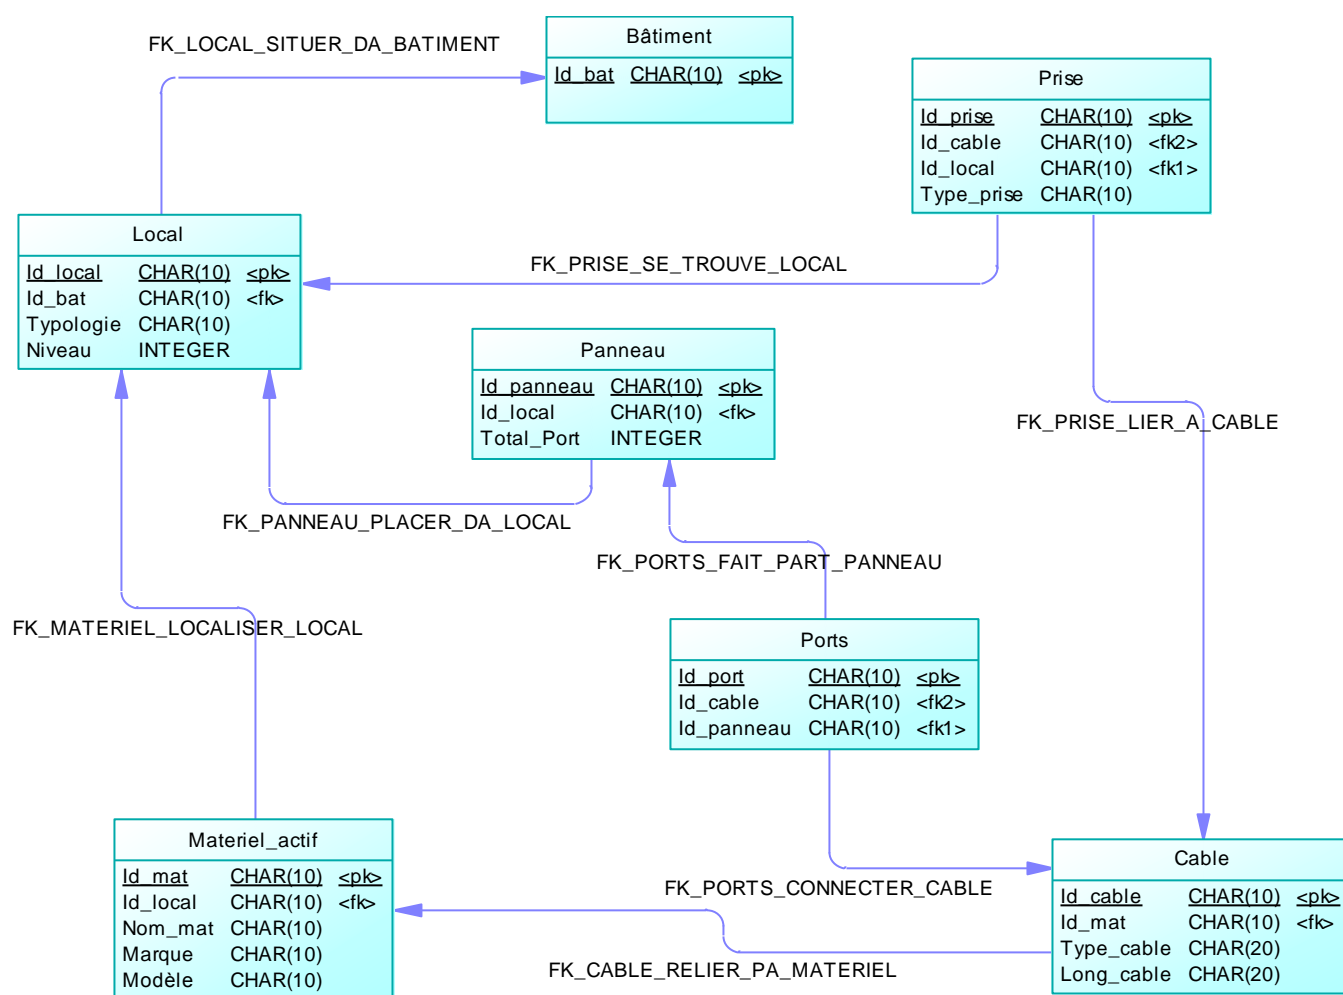 FK_LOCAL_SITUER_DA_BATIMENT
Bâtiment
Id_bat CHAR(10) <pk>
Prise
Id_prise CHAR(10) <pk>
Id_cable CHAR(10) <fk2>
Id_local CHAR(10) <fk1>
Type_prise CHAR(10)
Local
Id_local CHAR(10) <pk>
Id_bat CHAR(10) <fk>
Typologie CHAR(10)
Niveau INTEGER
FK_PRISE_SE_TROUVE_LOCAL
Panneau
Id_panneau CHAR(10) <pk>
Id_local CHAR(10) <fk>
Total_Port INTEGER
FK_PRISE_LIER_A_CABLE
FK_PANNEAU_PLACER_DA_LOCAL
FK_PORTS_FAIT_PART_PANNEAU
FK_MATERIEL_LOCALISER_LOCAL
Ports
Id_port CHAR(10) <pk>
Id_cable CHAR(10) <fk2>
Id_panneau CHAR(10) <fk1>
Materiel_actif
Id_mat CHAR(10) <pk>
Id_local CHAR(10) <fk>
Nom_mat CHAR(10)
Marque CHAR(10)
Modèle CHAR(10)
FK_PORTS_CONNECTER_CABLE
Cable
Id_cable CHAR(10) <pk>
Id_mat CHAR(10) <fk>
Type_cable CHAR(20)
Long_cable CHAR(20)
FK_CABLE_RELIER_PA_MATERIEL